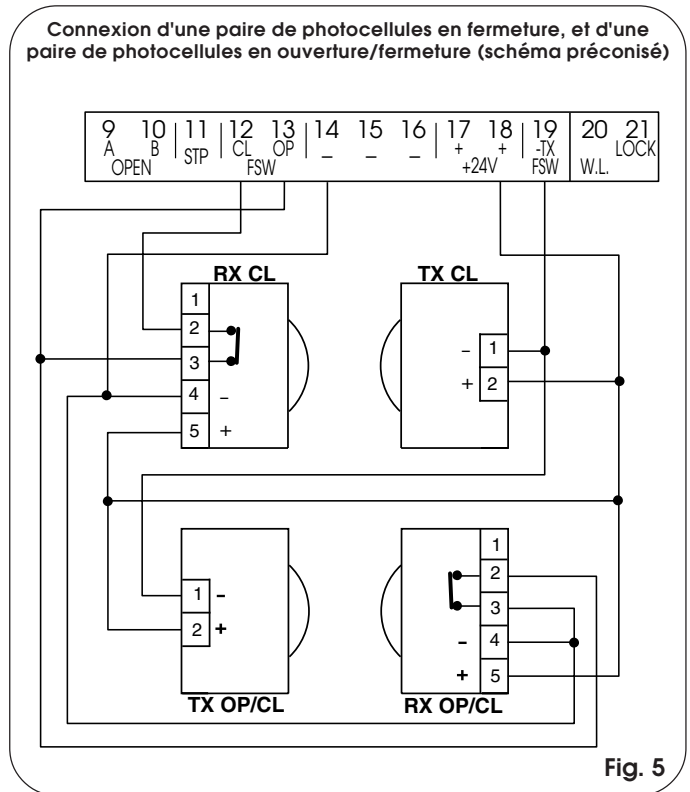 Connexion d'une paire de photocellules en fermeture, et d'une
paire de photocellules en ouverture/fermeture (schéma préconisé)
9 10 11 12 13 14 15 16 17 18 19 20 21
A B STP CL OP _ _ _ + + -TX LOCK
OPEN FSW +24V FSW W.L.
RX CL TX CL
1
2
3
4 –
5 +
– 1
+ 2
1 -
2 +
1
2
3
- 4
+ 5
TX OP/CL RX OP/CL
Fig. 5